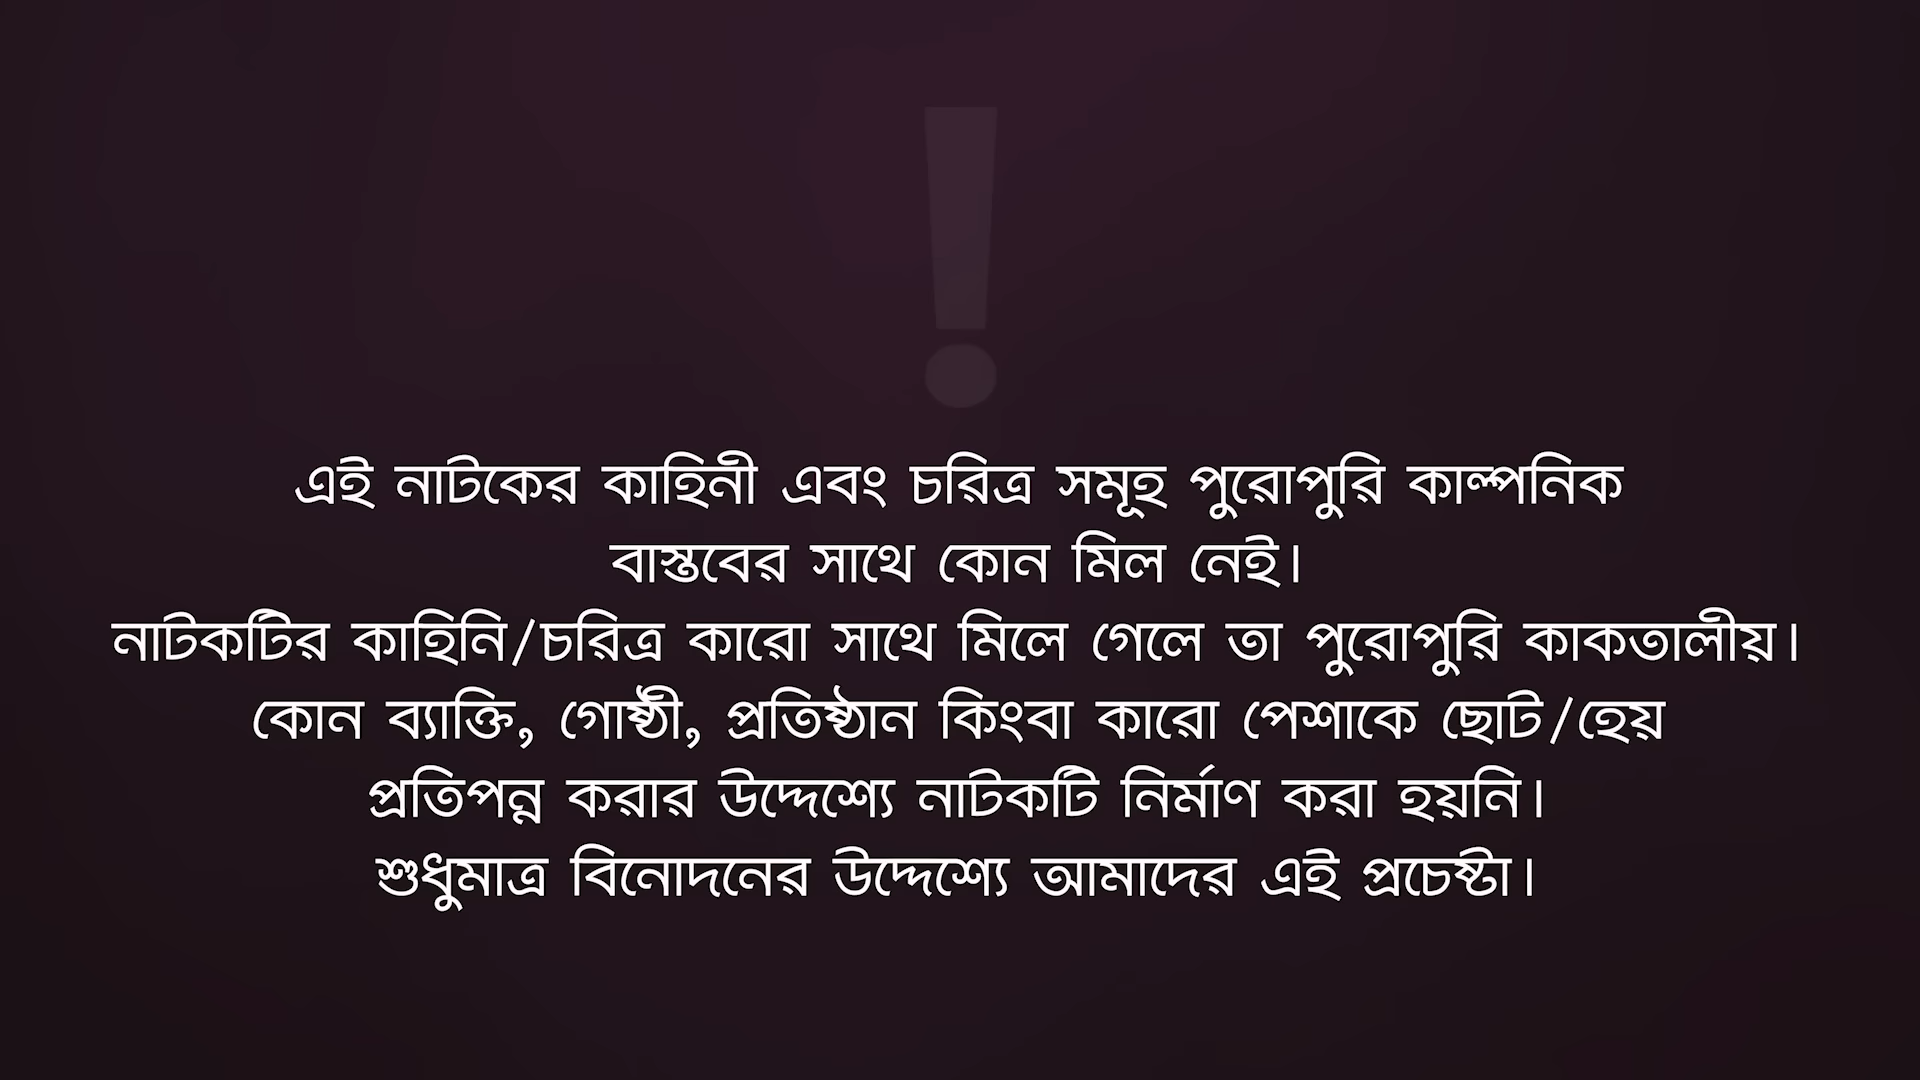 এই নাটকের কাহিনী এবং চরিত্র সমূহ পুরোপুরি কাল্পনিক
বাস্তবের সাথে কোন মিল নেই।
নাটকটির কাহিনি/চরিত্র কারো সাথে মিলে গেলে তা পুরোপুরি কাকতালীয়।
কোন ব্যাক্তি, গোষ্ঠী, প্রতিষ্ঠান কিংবা কারো পেশাকে ছোট/হেয়
প্রতিপন্ন করার উদ্দেশ্যে নাটকটি নির্মাণ করা হয়নি।
শুধুমাত্র বিনোদনের উদ্দেশ্যে আমাদের এই প্রচেষ্টা।